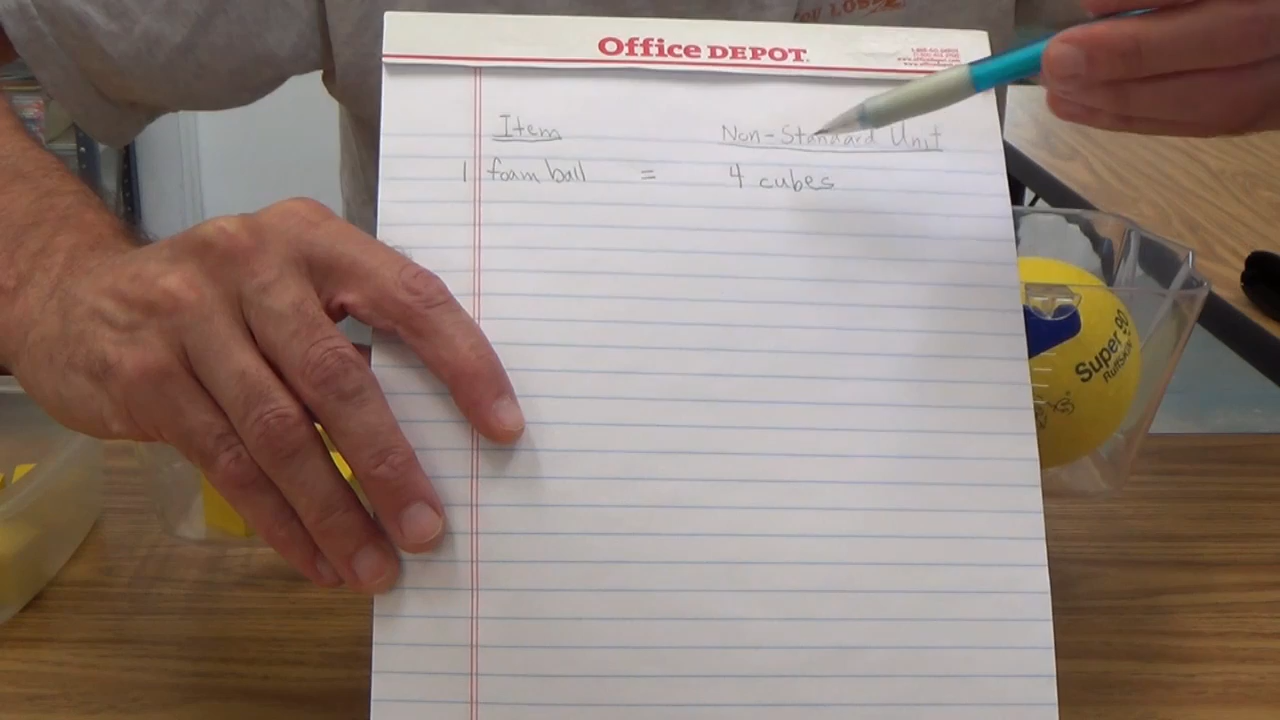 Office DEPOT
Item Non-Standard Unit
1 foam ball = 4 cubes
Super 90